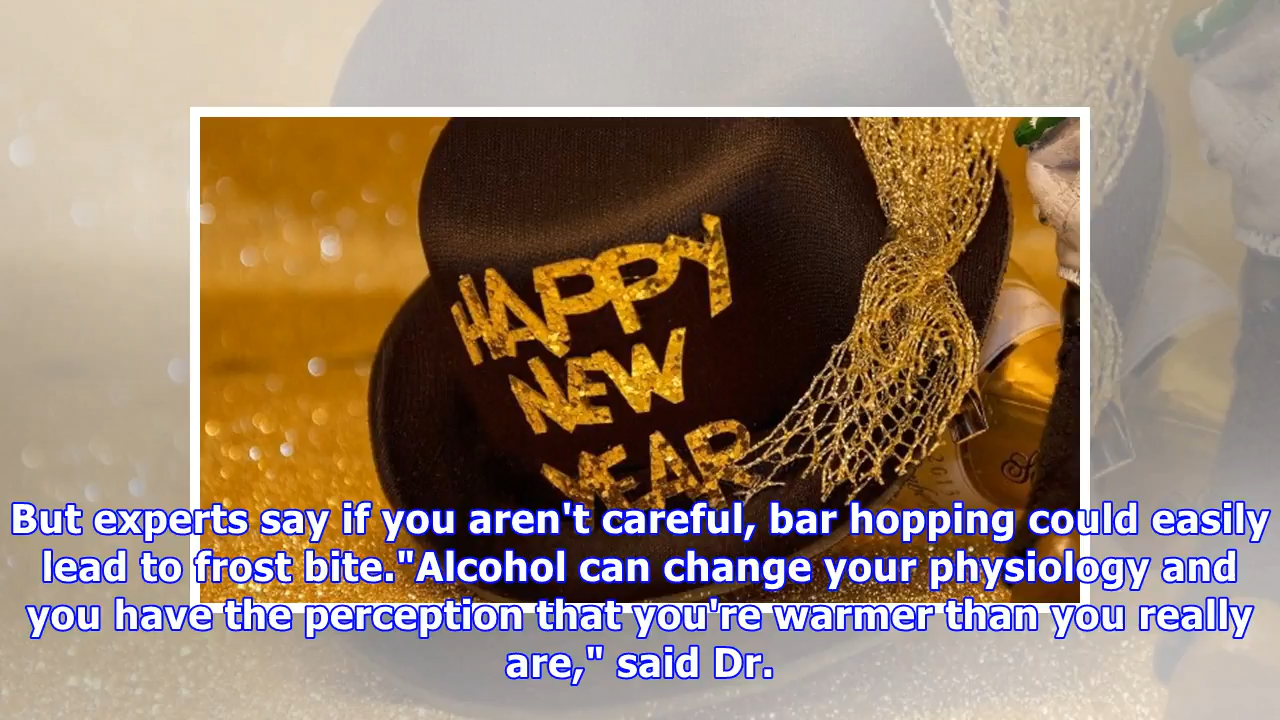 HAPPY
NEW
YEAR
But experts say if you aren't careful, bar hopping could easily
lead to frost bite."Alcohol can change your physiology and
you have the perception that you're warmer than you really
are," said Dr.